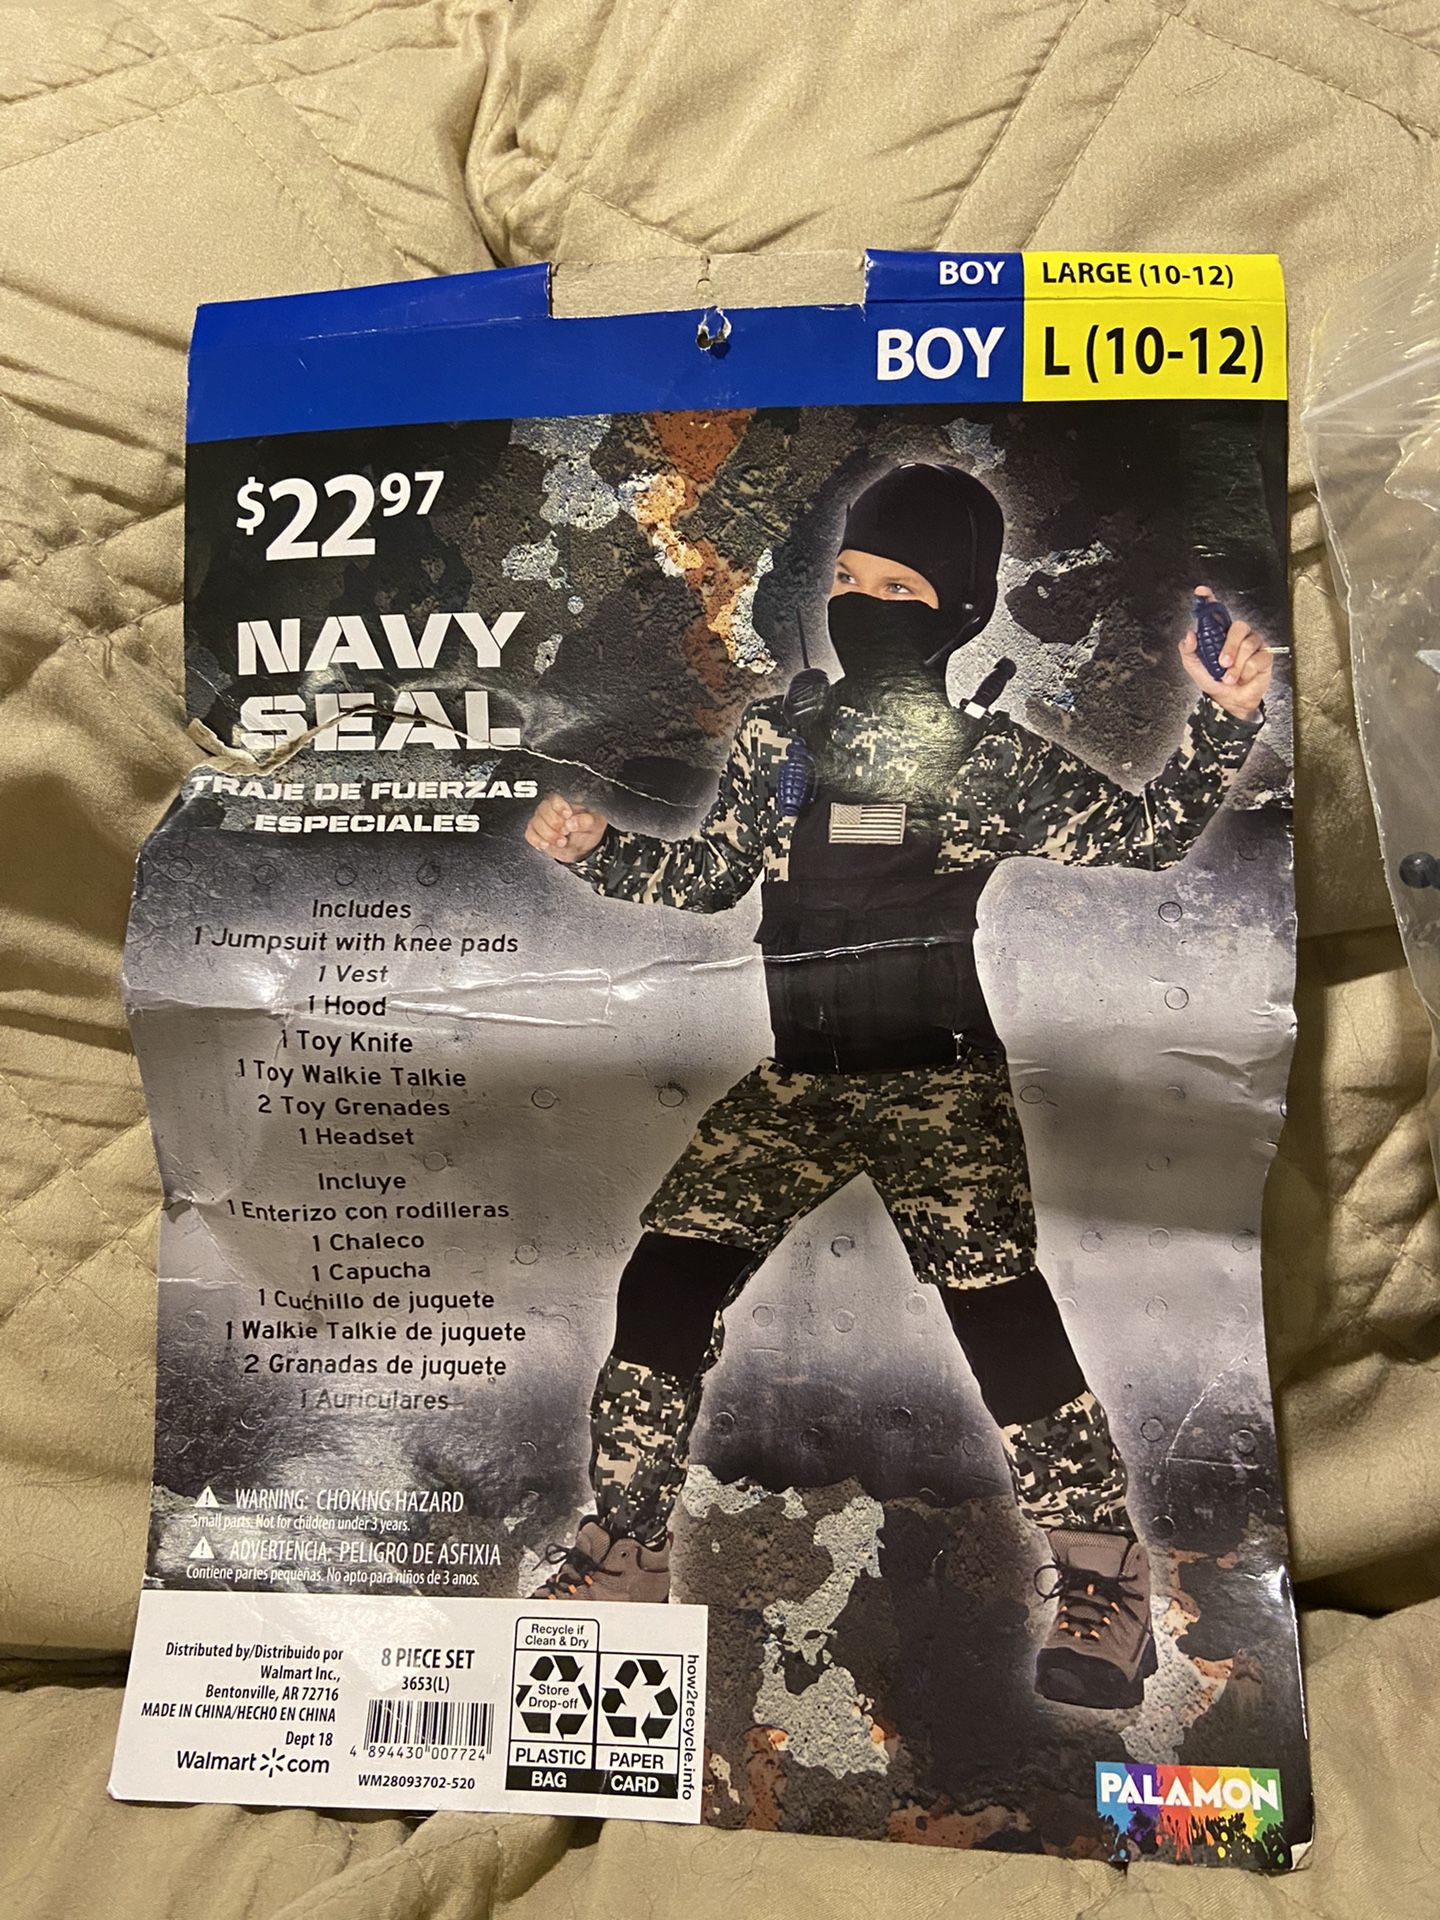 BOY LARGE (10-12)
BOY L (10-12)
$22.97
NAVY
SEAL
TRAJE DE FUERZAS
ESPECIALES
Includes
1 Jumpsuit with knee pads
1 Vest
1 Hood
1 Toy Knife
1 Toy Walkie Talkie
2 Toy Grenades
1 Headset
Incluye
1 Enterizo con rodilleras
1 Chaleco
1 Capucha
1 Cuchillo de juguete
1 Walkie Talkie de juguete
2 Granadas de juguete
1 Auriculares
WARNING: CHOKING HAZARD
Small parts. Not for children under 3 years.
ADVERTENCIA: PELIGRO DE ASFIXIA
Contiene partes pequeñas. No apto para niños de 3 anos.
Distributed by/Distribuido por
Walmart Inc.,
Bentonville, AR 72716
MADE IN CHINA/HECHO EN CHINA
Dept 18
Walmart.com
8 PIECE SET
3653(L)
4 894430 007724
WM28093702-520
Recycle if
Clean & Dry
Store
Drop-off
PLASTIC
BAG
PAPER
CARD
how2recycle.info
PALAMON